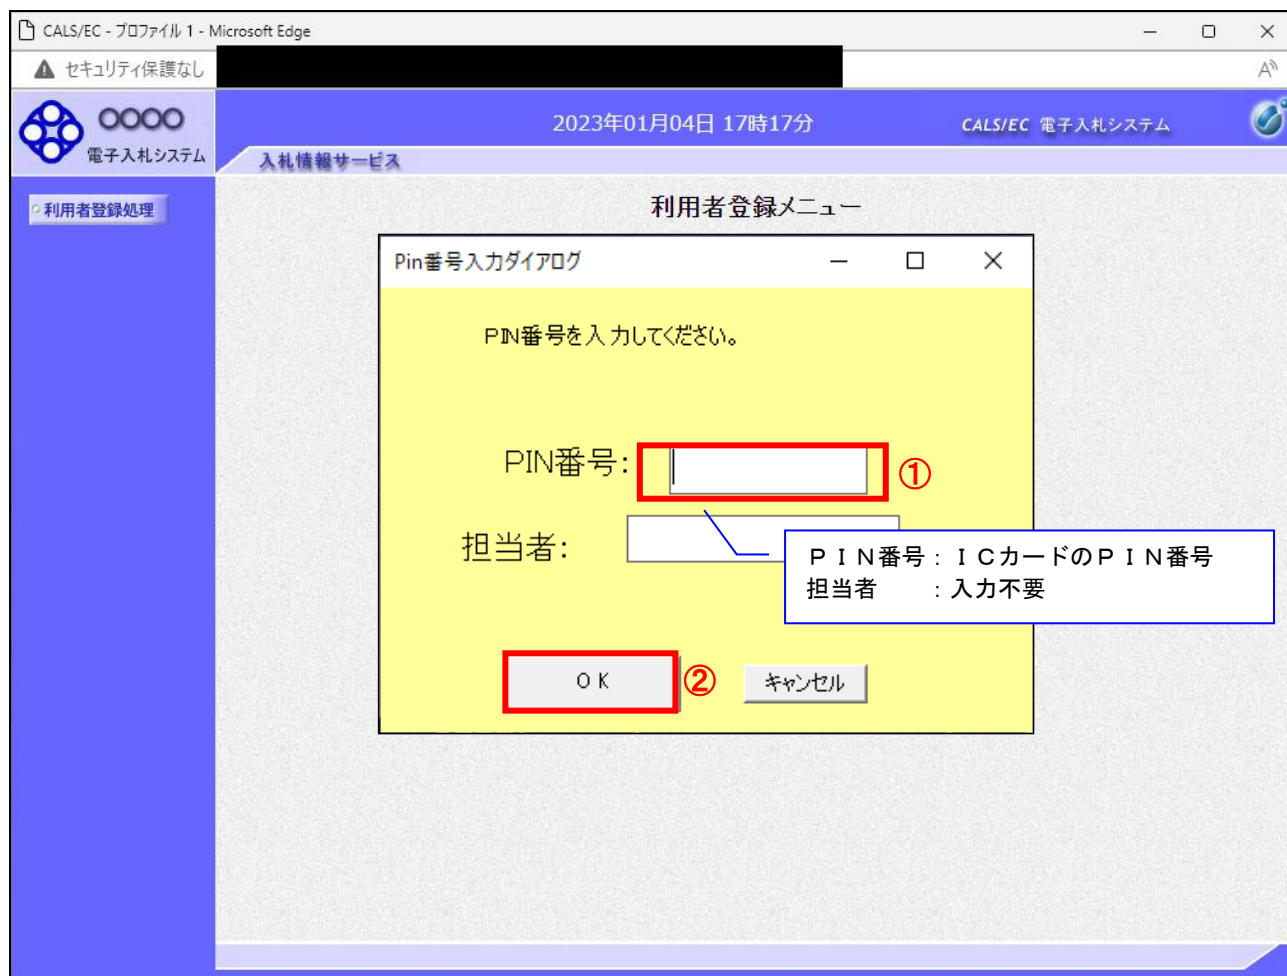 CALS/EC - プロファイル 1 - Microsoft Edge
セキュリティ保護なし
A
OOOO
電子入札システム
2023年01月04日 17時17分
CALS/EC 電子入札システム
入札情報サービス
利用者登録処理
利用者登録メニュー
Pin番号入力ダイアログ
PIN番号を入力してください。
PIN番号:
①
担当者:
ＰＩＮ番号：ＩＣカードのＰＩＮ番号
担当者　　：入力不要
ＯＫ
②
キャンセル